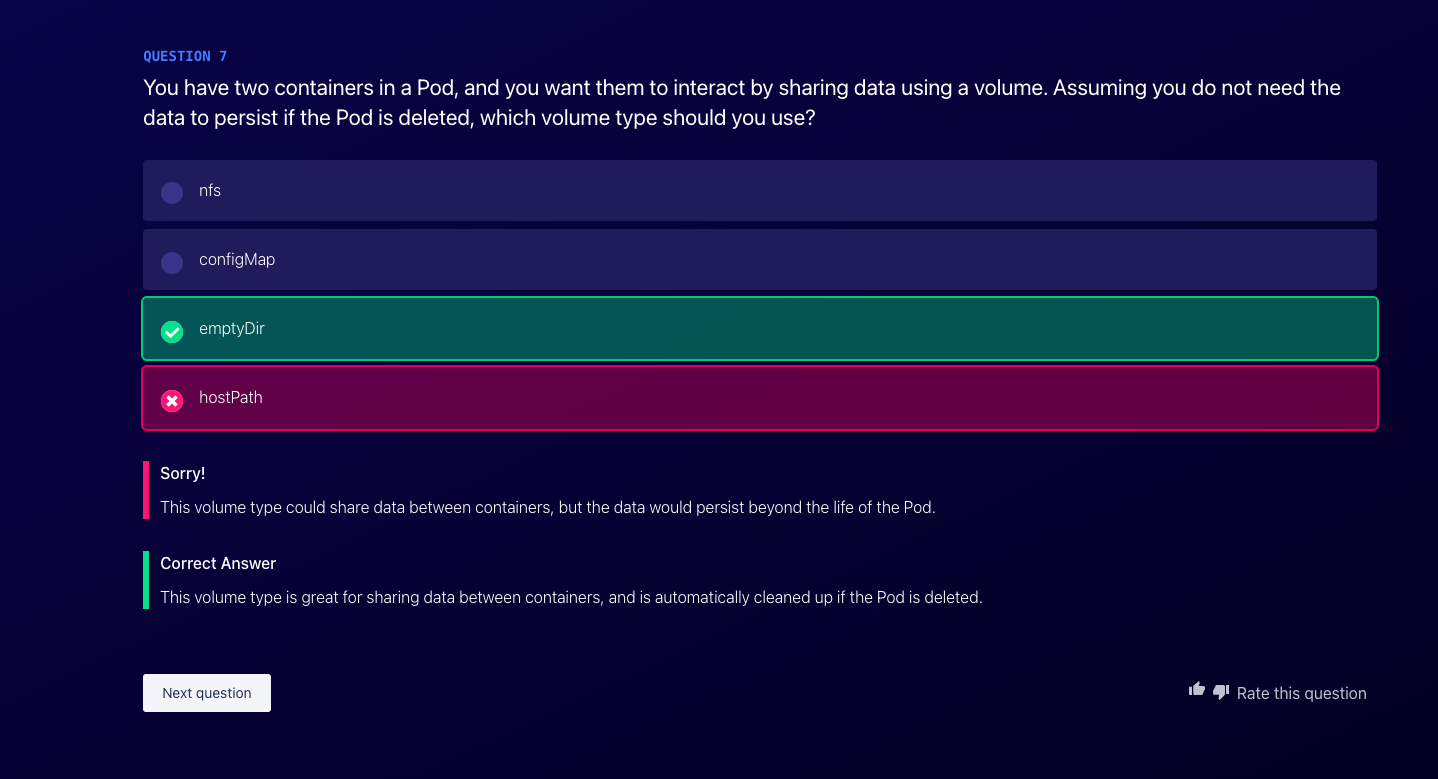 QUESTION 7
You have two containers in a Pod, and you want them to interact by sharing data using a volume. Assuming you do not need the
data to persist if the Pod is deleted, which volume type should you use?
nfs
configMap
emptyDir
hostPath
Sorry!
This volume type could share data between containers, but the data would persist beyond the life of the Pod.
Correct Answer
This volume type is great for sharing data between containers, and is automatically cleaned up if the Pod is deleted.
Next question
Rate this question